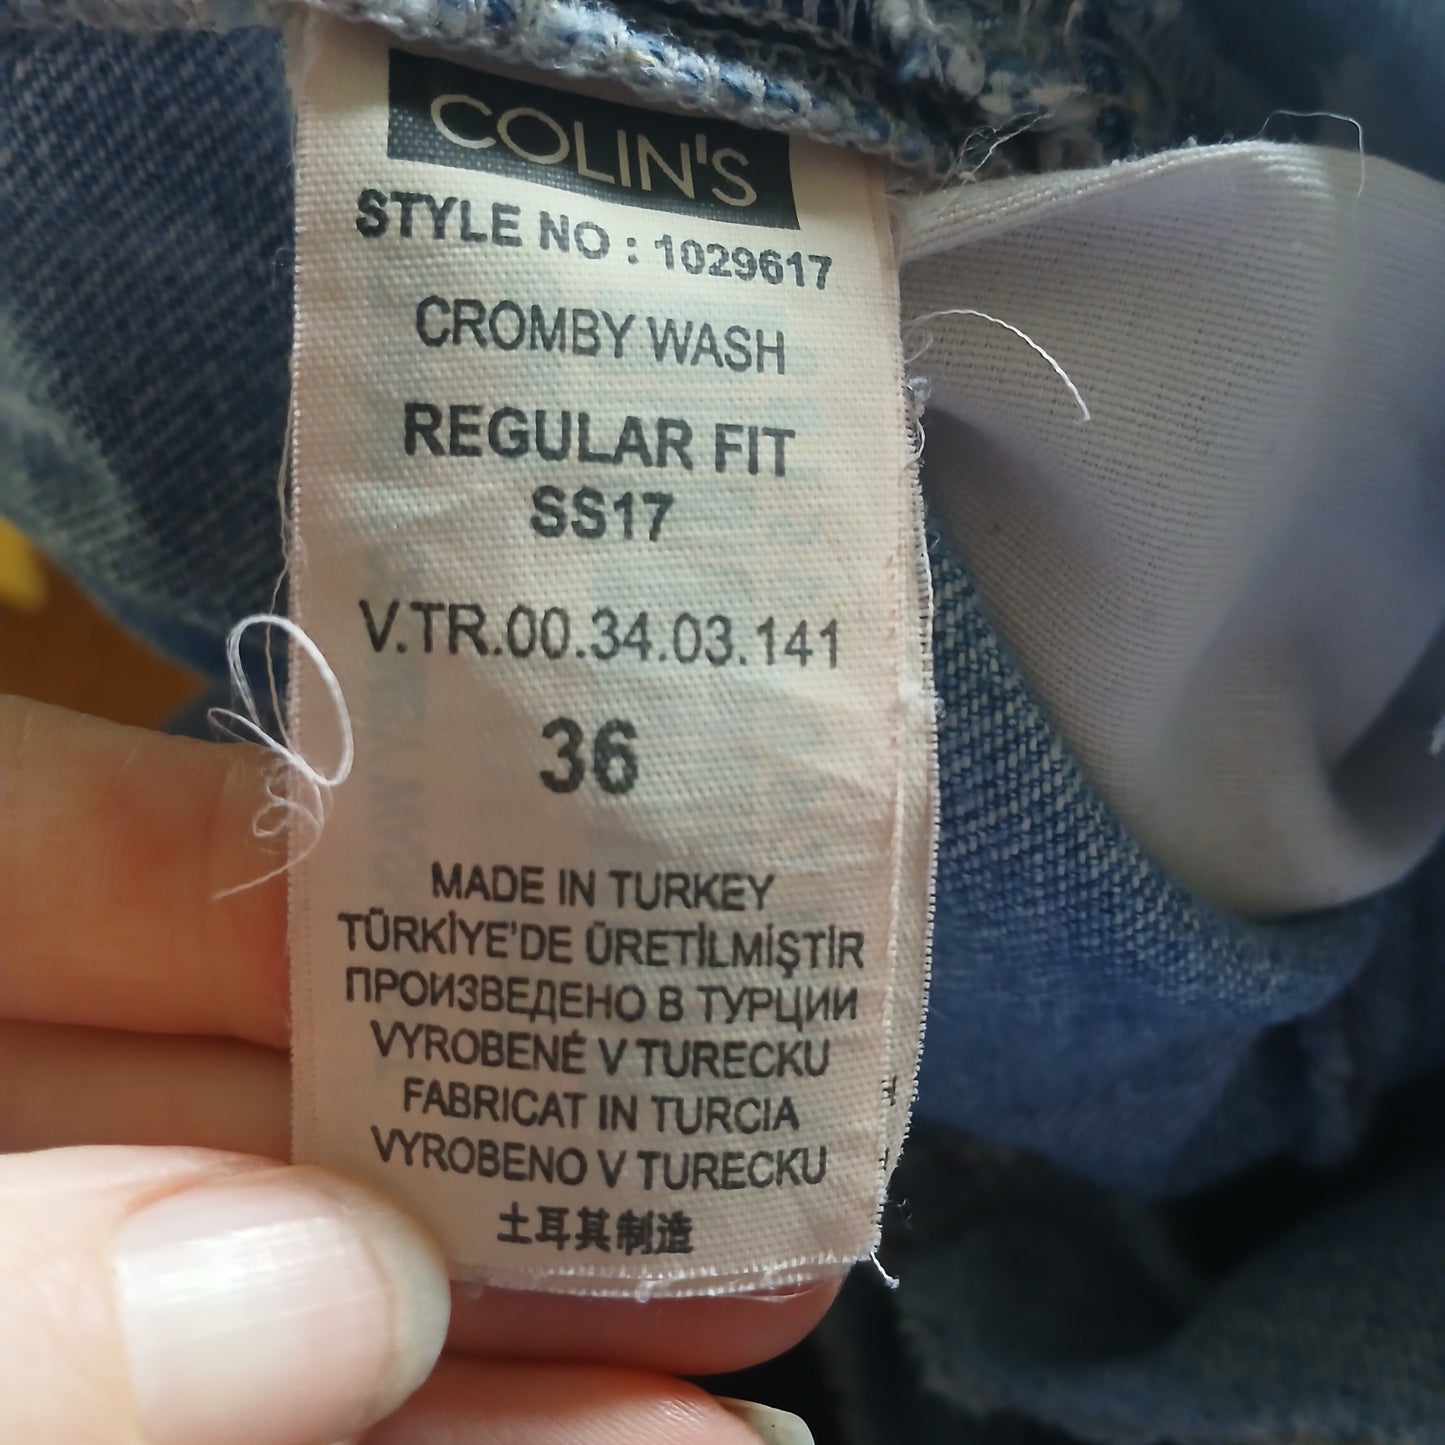 COLIN'S
STYLE NO : 1029617
CROMBY WASH
REGULAR FIT
SS17
V.TR.00.34.03.141
36
MADE IN TURKEY
TÜRKİYE'DE ÜRETİLMİŞTİR
ПРОИЗВЕДЕНО В ТУРЦИИ
VYROBENÉ V TURECKU
FABRICAT IN TURCIA
VYROBENO V TURECKU
土耳其制造